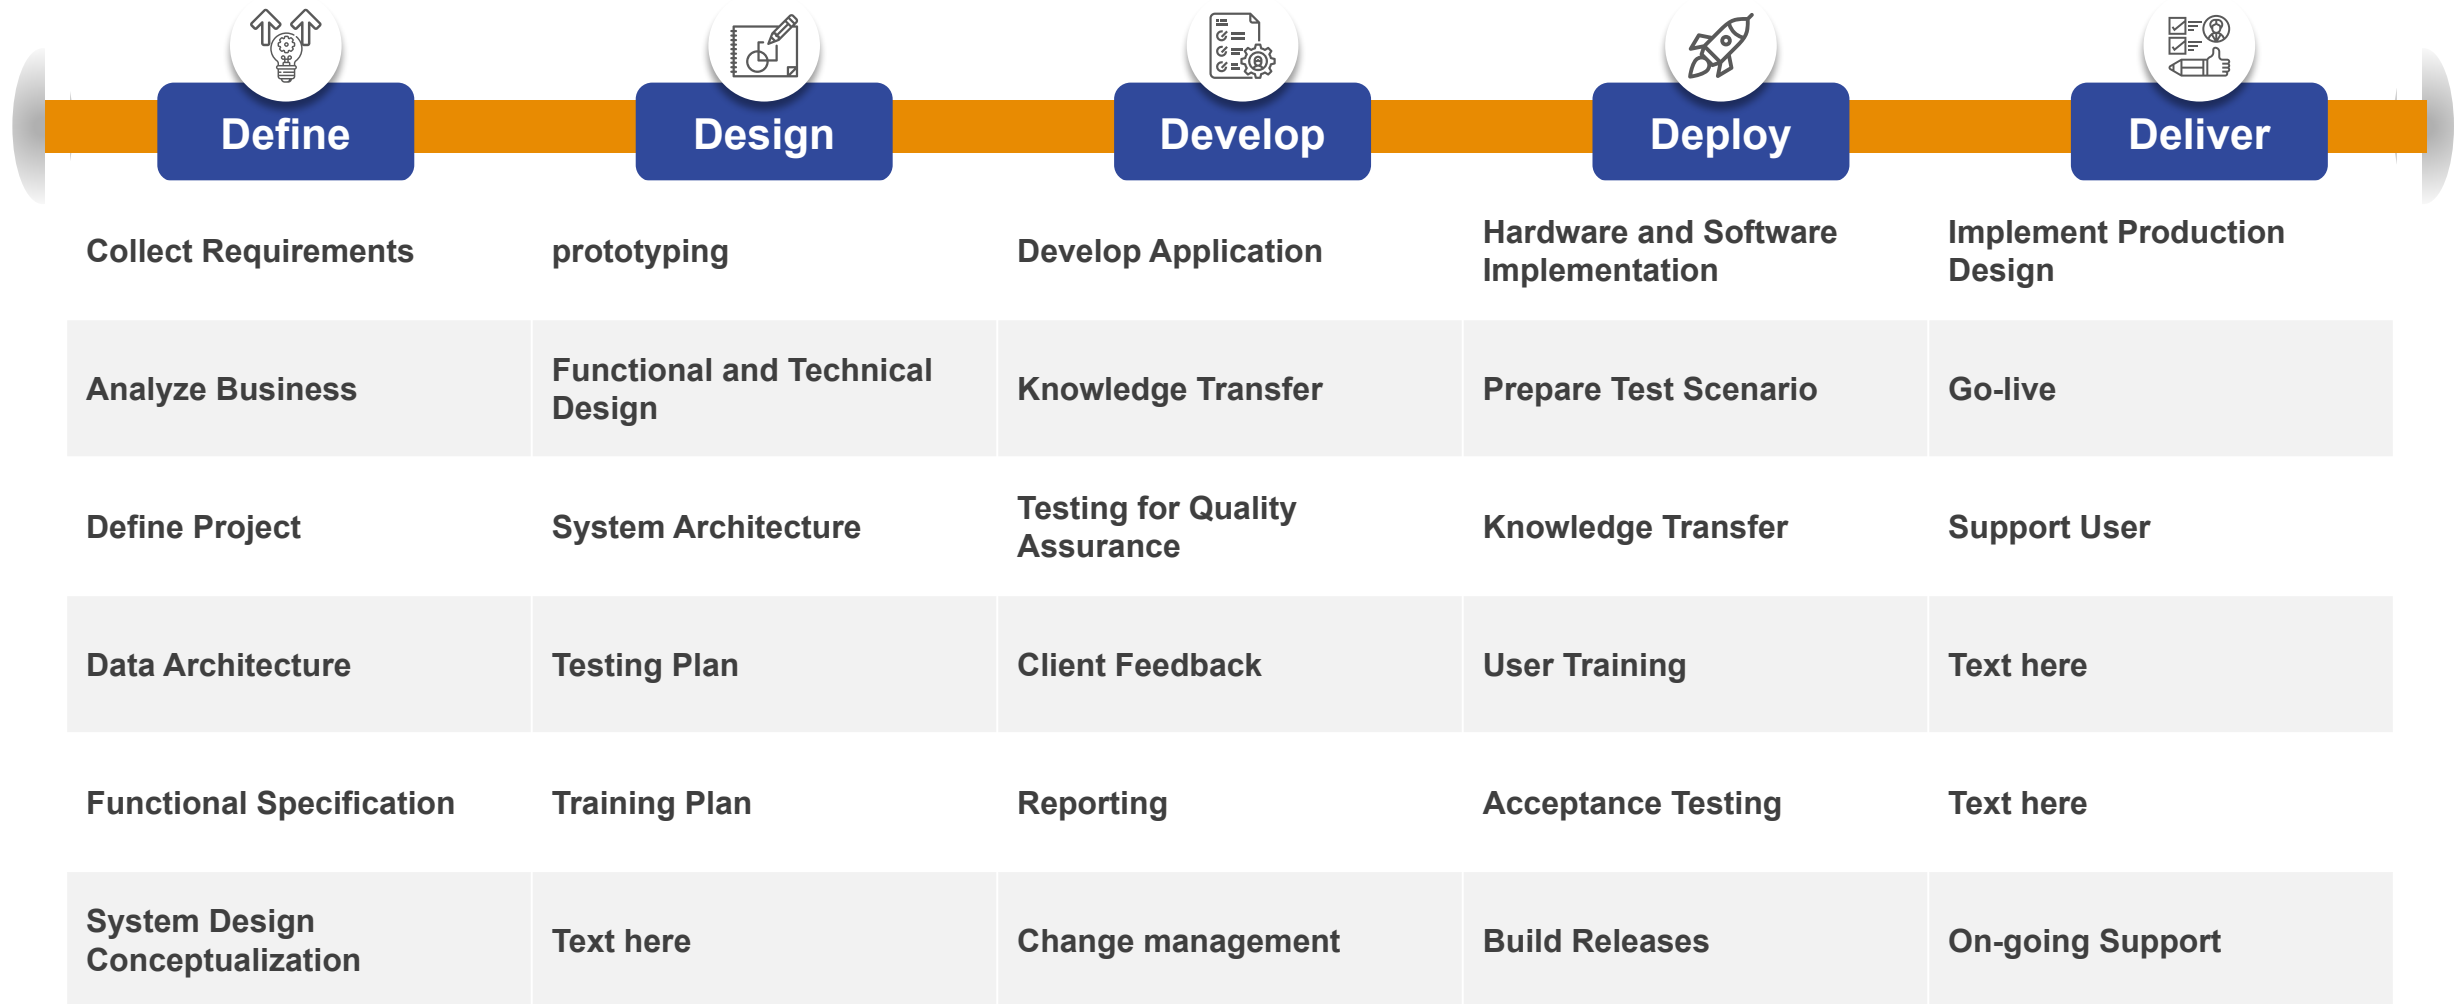 Define
Design
Develop
Deploy
Deliver
Collect Requirements
prototyping
Develop Application
Hardware and Software
Implementation
Implement Production
Design
Analyze Business
Functional and Technical
Design
Knowledge Transfer
Prepare Test Scenario
Go-live
Define Project
System Architecture
Testing for Quality
Assurance
Knowledge Transfer
Support User
Data Architecture
Testing Plan
Client Feedback
User Training
Text here
Functional Specification
Training Plan
Reporting
Acceptance Testing
Text here
System Design
Conceptualization
Text here
Change management
Build Releases
On-going Support